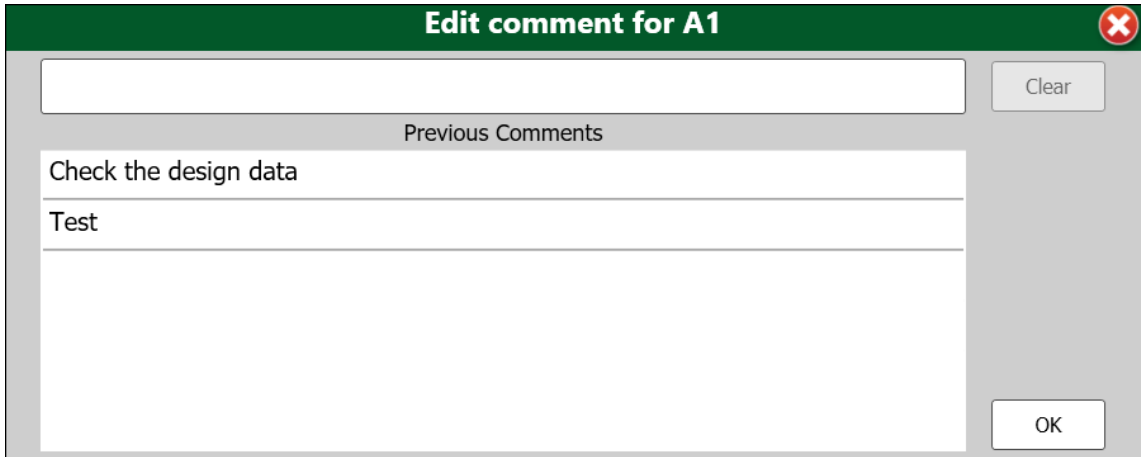 Edit comment for A1
Clear
Previous Comments
Check the design data
Test
OK